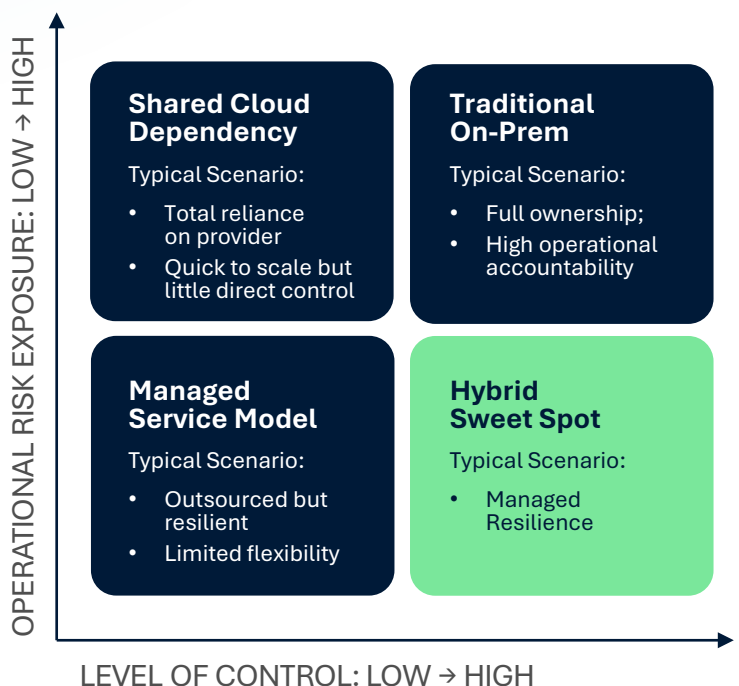 OPERATIONAL RISK EXPOSURE: LOW → HIGH
Shared Cloud
Dependency
Typical Scenario:
• Total reliance
on provider
• Quick to scale but
little direct control
Traditional
On-Prem
Typical Scenario:
• Full ownership;
• High operational
accountability
Managed
Service Model
Typical Scenario:
• Outsourced but
resilient
• Limited flexibility
Hybrid
Sweet Spot
Typical Scenario:
• Managed
Resilience
LEVEL OF CONTROL: LOW → HIGH